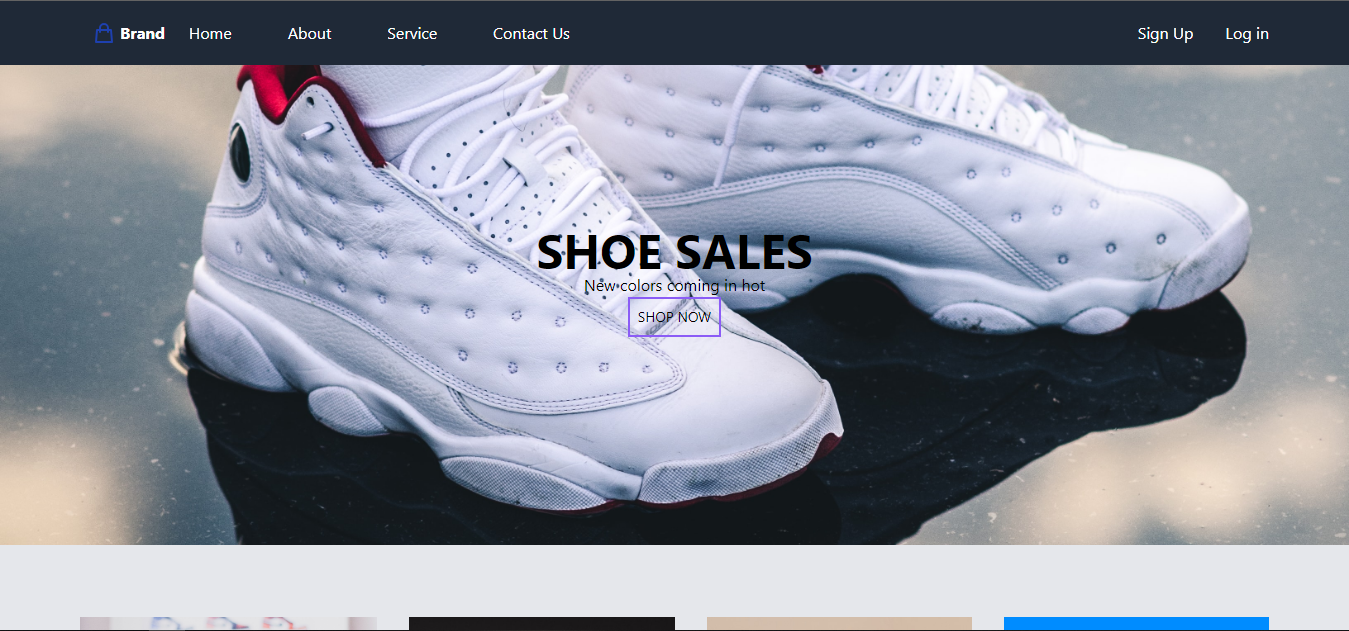 Brand Home About Service Contact Us Sign Up Log in
SHOE SALES
New colors coming in hot
SHOP NOW